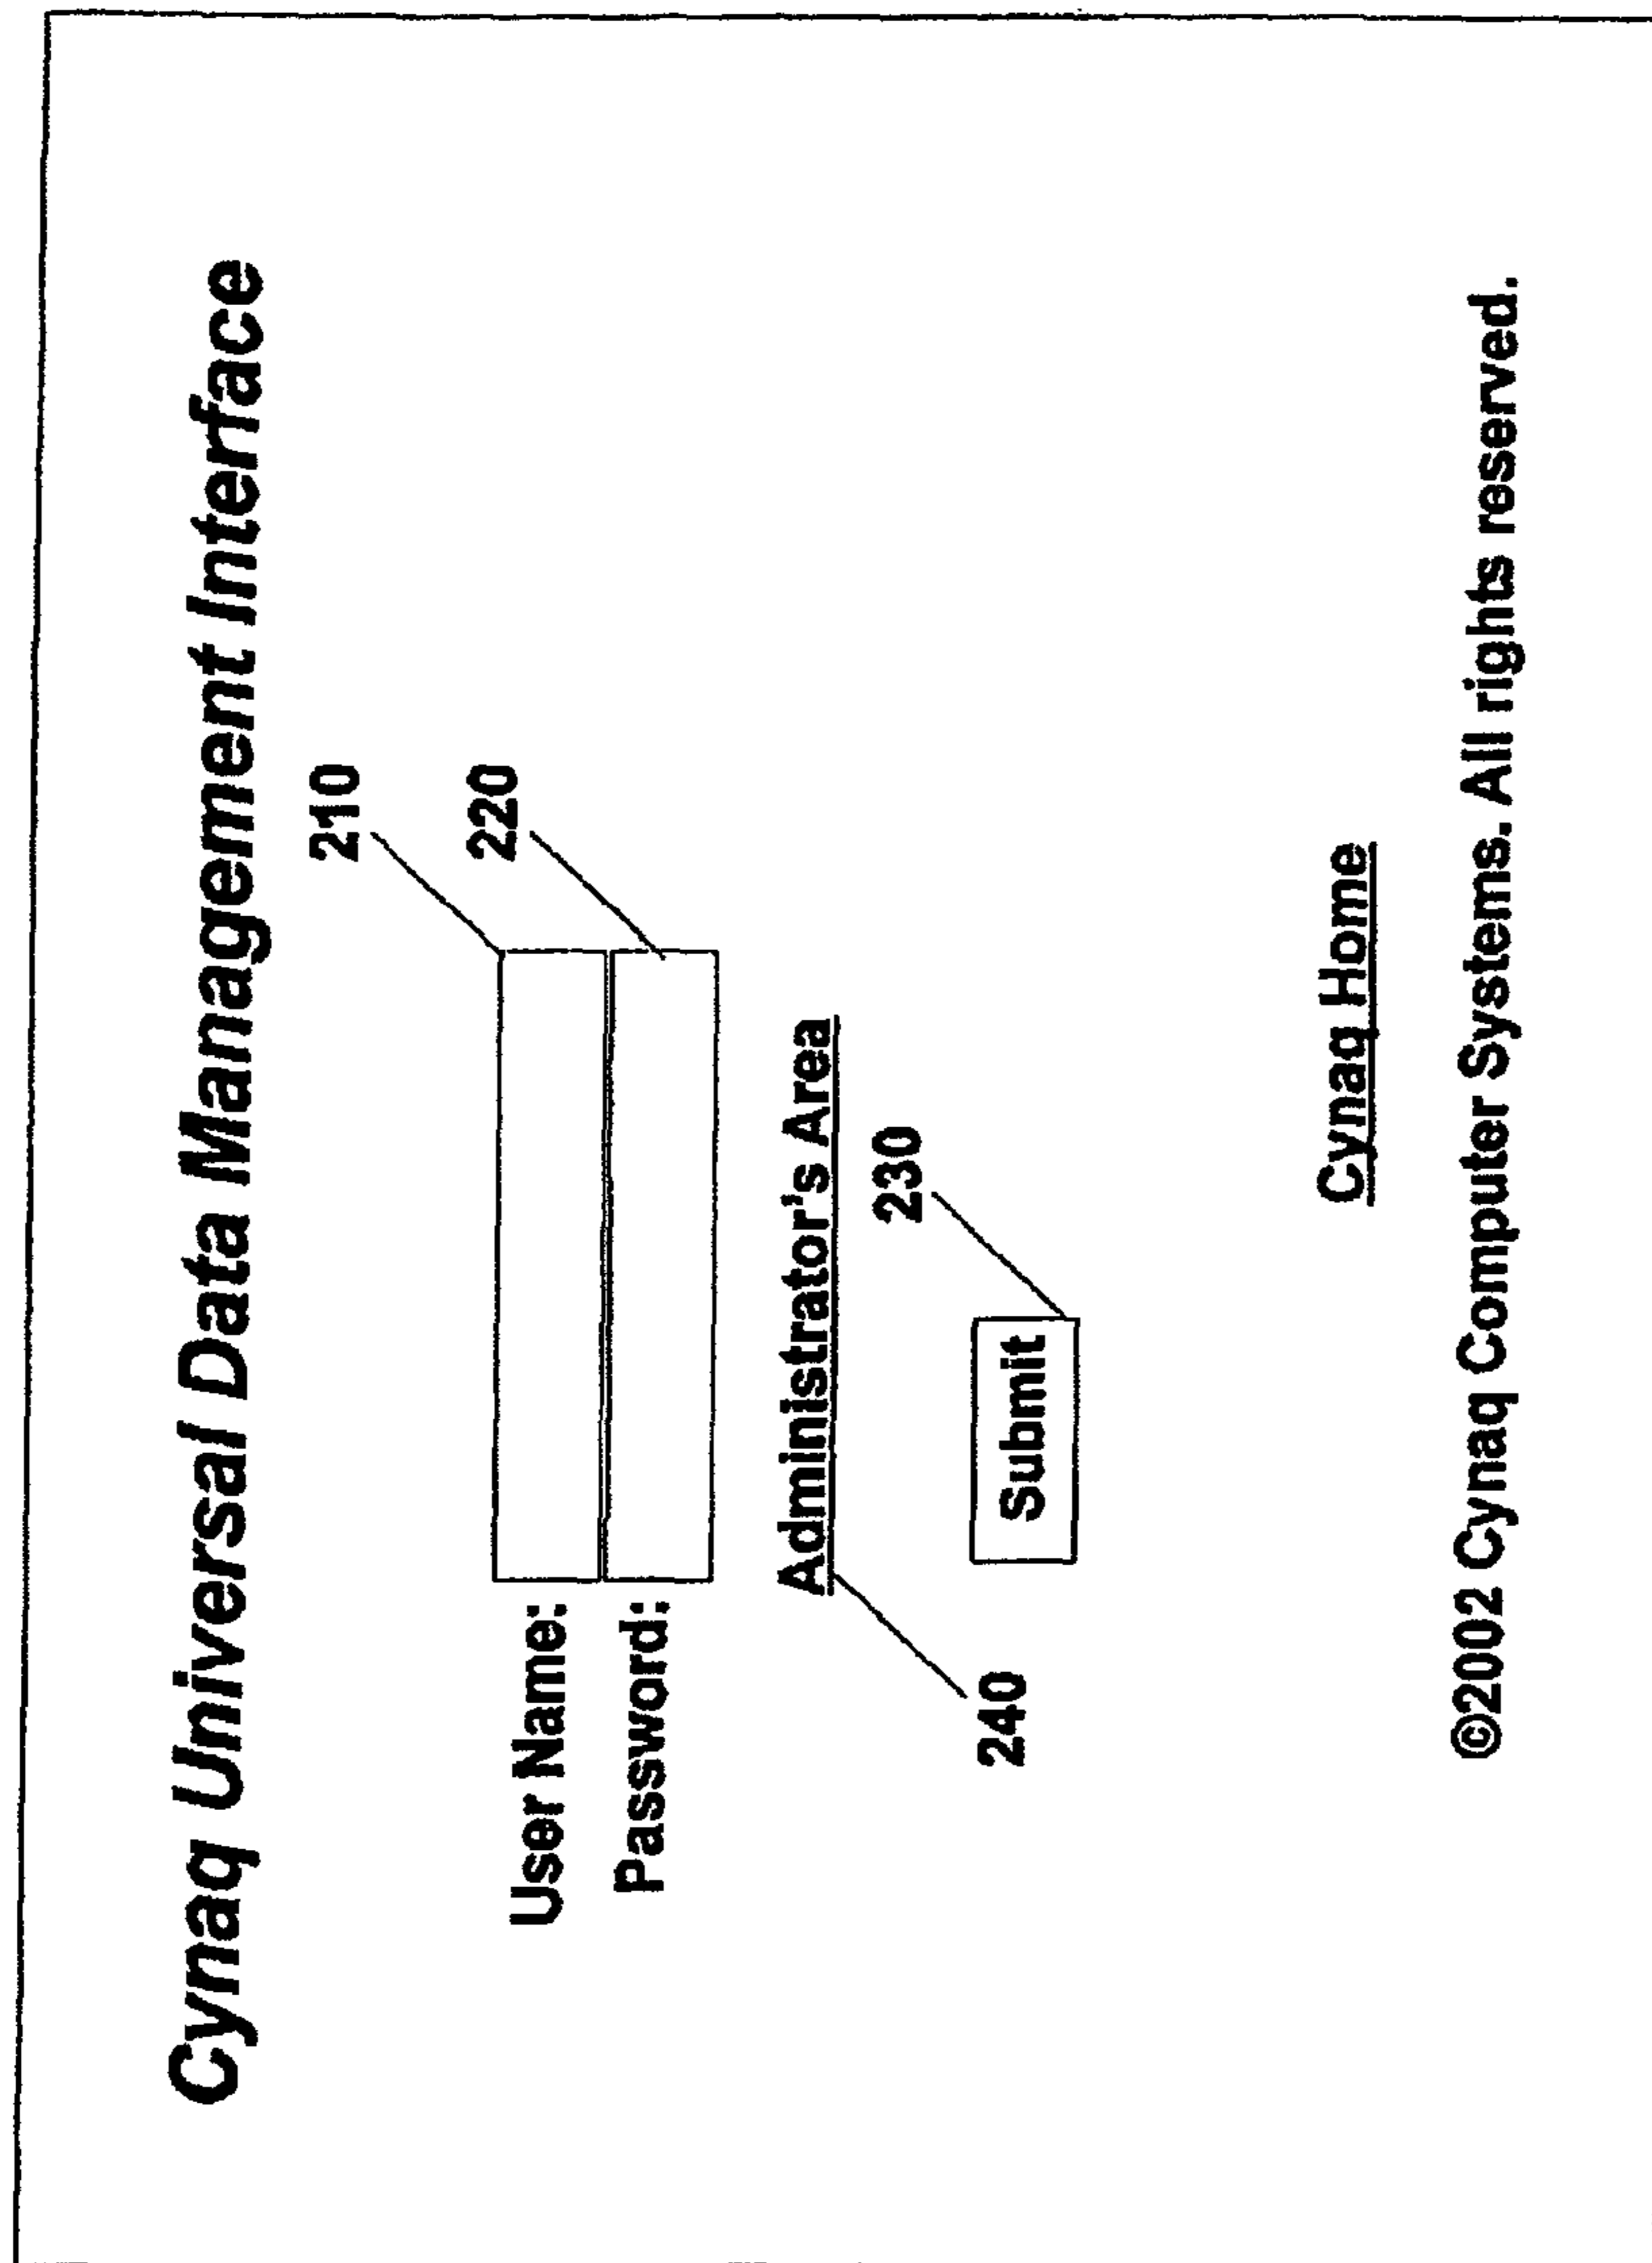 Cynaq Universal Data Management Interface
210
User Name:
220
Password:
Administrator's Area
240
230
Submit
Cynaq Home
©2002 Cynaq Computer Systems. All rights reserved.